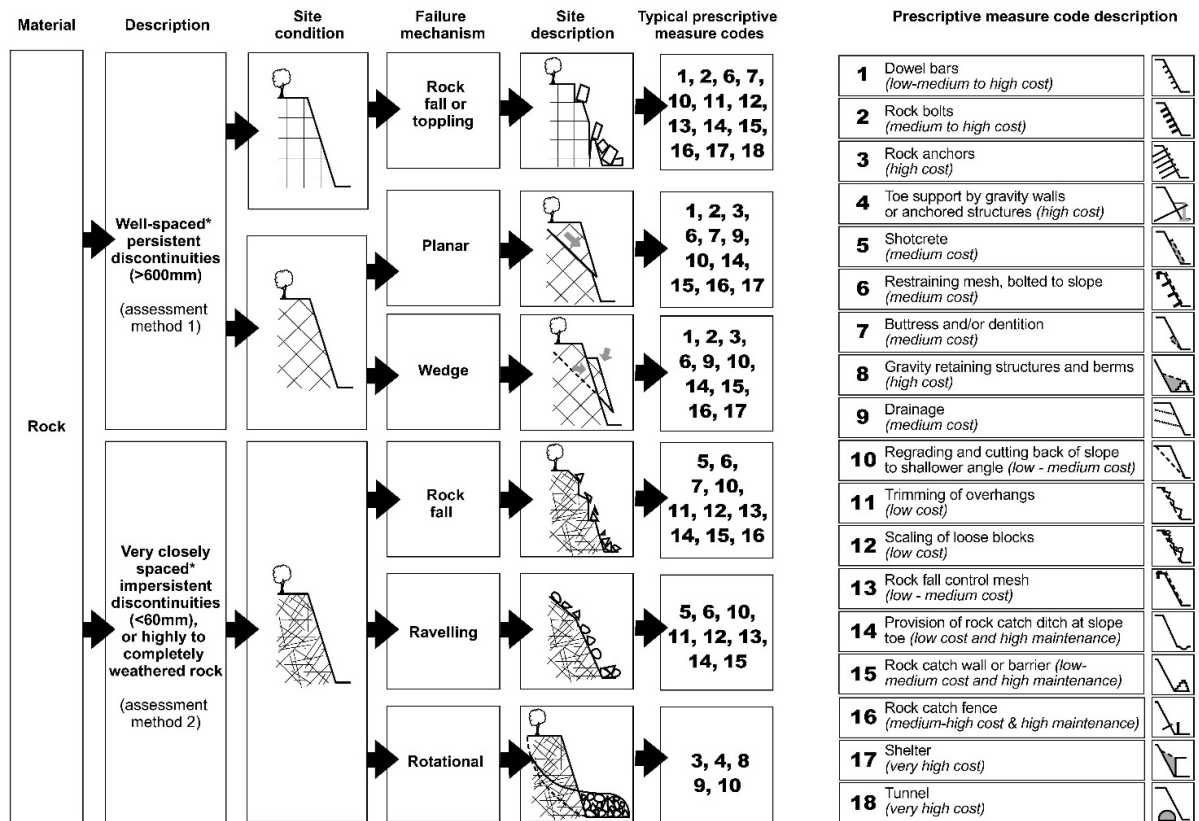 Material
Description
Site
condition
Failure
mechanism
Site
description
Typical prescriptive
measure codes
Rock
Well-spaced*
persistent
discontinuities
(>600mm)
(assessment
method 1)
Rock
fall or
toppling
1, 2, 6, 7,
10, 11, 12,
13, 14, 15,
16, 17, 18
Planar
1, 2, 3,
6, 7, 9,
10, 14,
15, 16, 17
Wedge
1, 2, 3,
6, 9, 10,
14, 15,
16, 17
Very closely
spaced*
impersistent
discontinuities
(<60mm),
or highly to
completely
weathered rock
(assessment
method 2)
Rock
fall
5, 6,
7, 10,
11, 12, 13,
14, 15, 16
Ravelling
5, 6, 10,
11, 12, 13,
14, 15
Rotational
3, 4, 8
9, 10
Prescriptive measure code description
1 Dowel bars
(low-medium to high cost)
2 Rock bolts
(medium to high cost)
3 Rock anchors
(high cost)
4 Toe support by gravity walls
or anchored structures (high cost)
5 Shotcrete
(medium cost)
6 Restraining mesh, bolted to slope
(medium cost)
7 Buttress and/or dentition
(medium cost)
8 Gravity retaining structures and berms
(high cost)
9 Drainage
(medium cost)
10 Regrading and cutting back of slope
to shallower angle (low - medium cost)
11 Trimming of overhangs
(low cost)
12 Scaling of loose blocks
(low cost)
13 Rock fall control mesh
(low - medium cost)
14 Provision of rock catch ditch at slope
toe (low cost and high maintenance)
15 Rock catch wall or barrier (low-
medium cost and high maintenance)
16 Rock catch fence
(medium-high cost & high maintenance)
17 Shelter
(very high cost)
18 Tunnel
(very high cost)